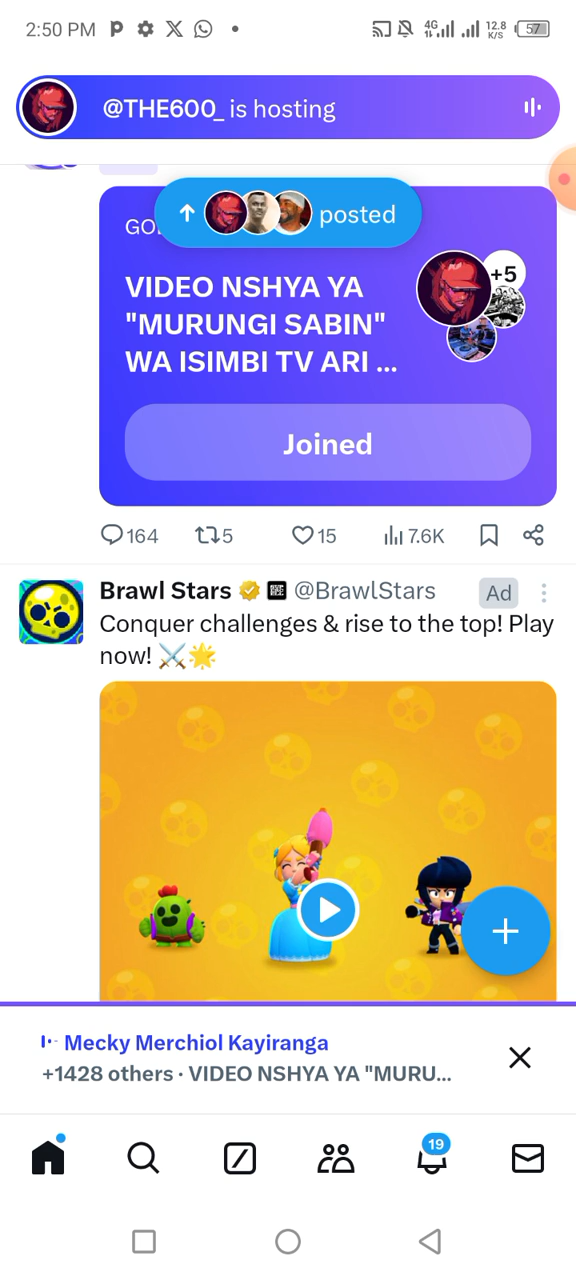 2:50 PM
4G
12.8
K/S
57
@THE600_ is hosting
posted
VIDEO NSHYA YA
"MURUNGI SABIN"
WA ISIMBI TV ARI ...
+5
Joined
164
5
15
7.6K
Brawl Stars @BrawlStars Ad
Conquer challenges & rise to the top! Play
now! ⚔️🌟
Mecky Merchiol Kayiranga
+1428 others · VIDEO NSHYA YA "MURU...
19